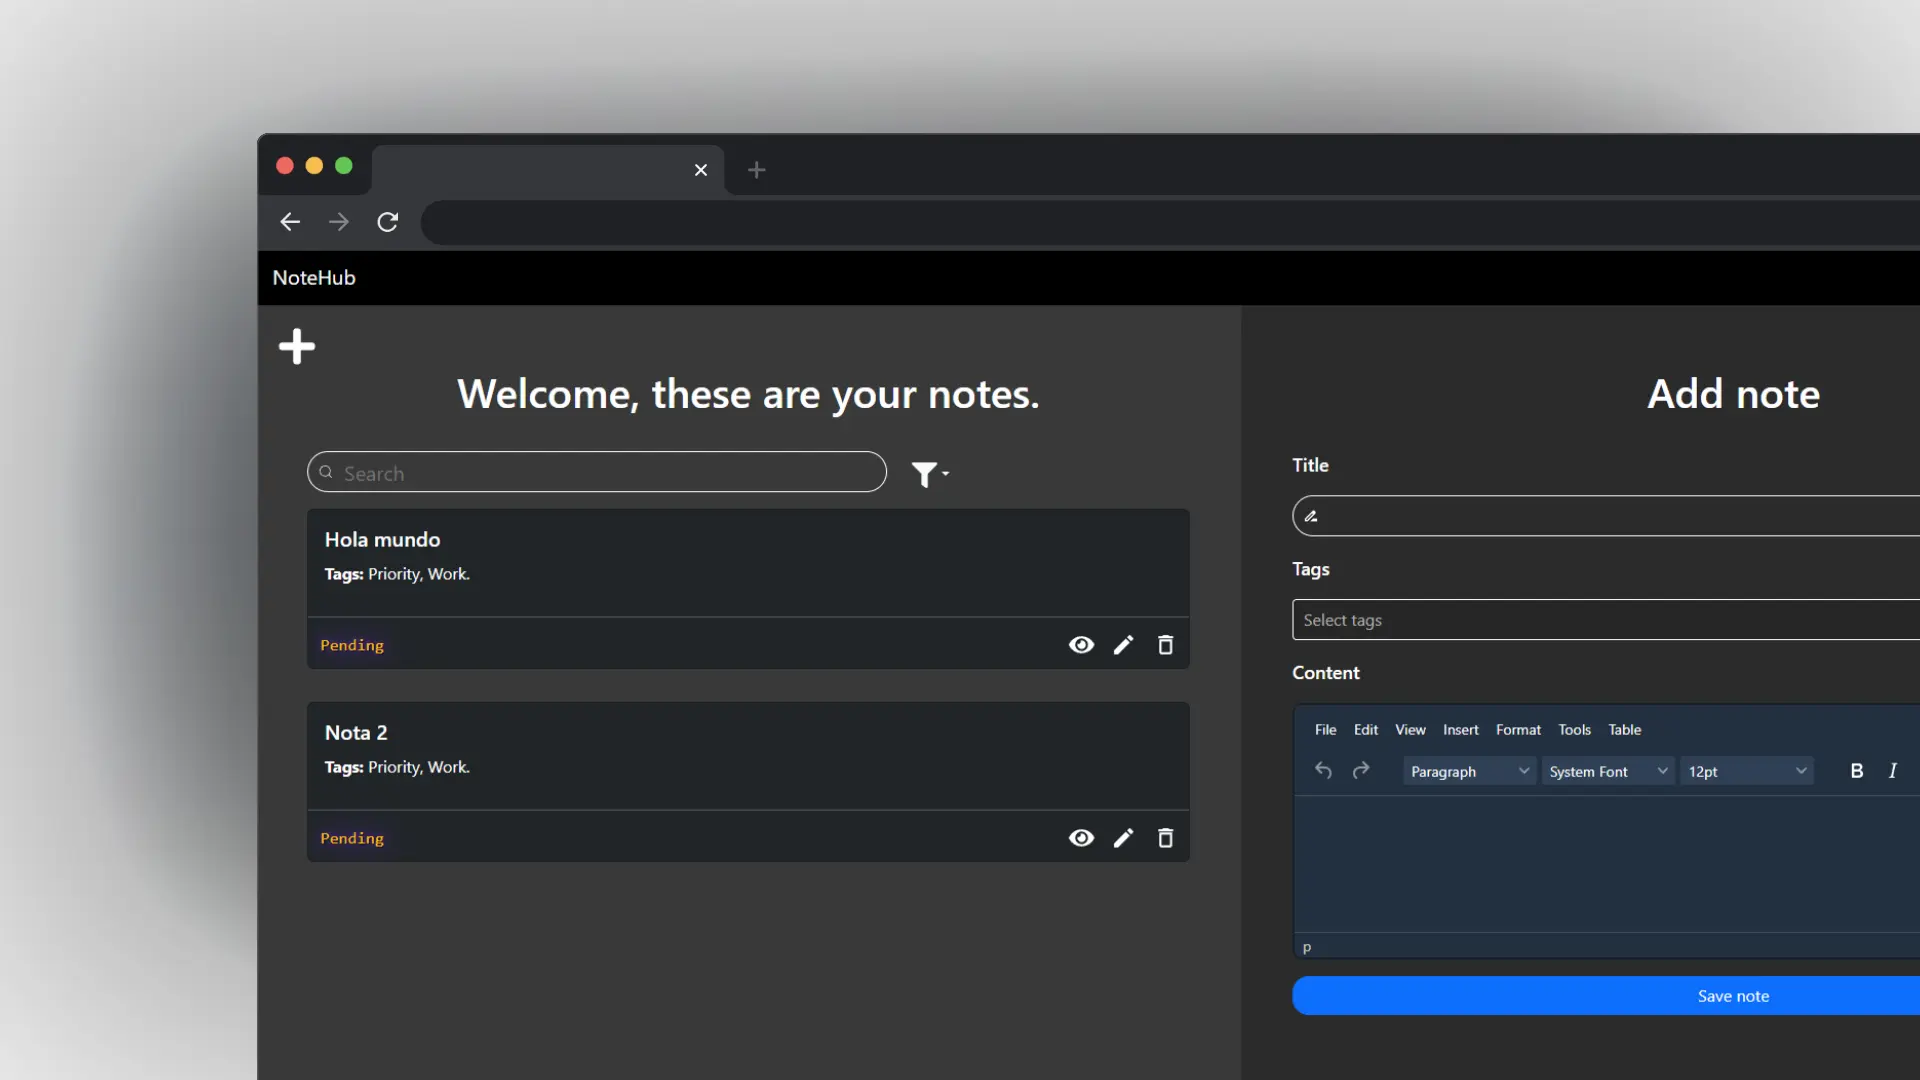 NoteHub
Welcome, these are your notes.
Search
Hola mundo
Tags: Priority, Work.
Pending
Nota 2
Tags: Priority, Work.
Pending
Add note
Title
Tags
Select tags
Content
File Edit View Insert Format Tools Table
Paragraph System Font 12pt B I
p
Save note